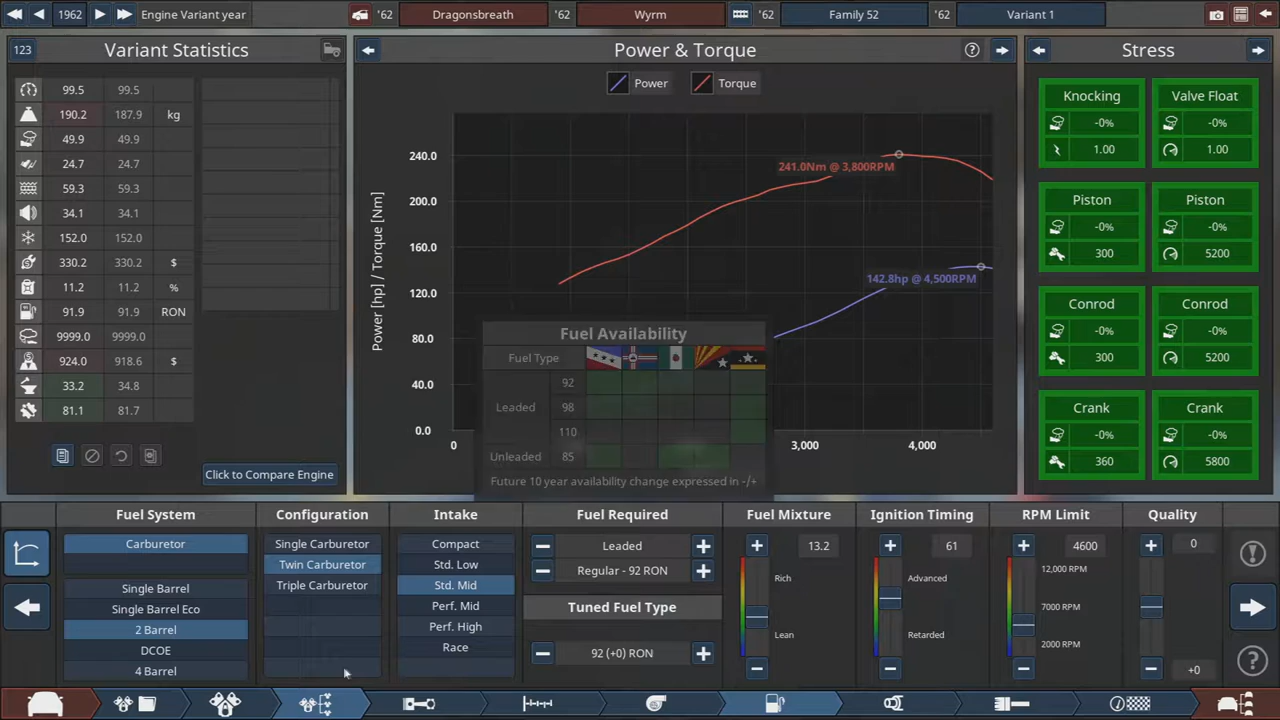 1962 Engine Variant year '62 Dragonsbreath '62 Wyrm '62 Family 52 '62 Variant 1
123 Variant Statistics
99.5 99.5
190.2 187.9 kg
49.9 49.9
24.7 24.7
59.3 59.3
34.1 34.1
152.0 152.0
330.2 330.2 $
11.2 11.2 %
91.9 91.9 RON
9999.0 9999.0
924.0 918.6 $
33.2 34.8
81.1 81.7
Click to Compare Engine
Power & Torque
Power Torque
Power [hp] / Torque [Nm]
240.0
200.0
160.0
120.0
80.0
40.0
0.0
0 3,000 4,000
241.0Nm @ 3,800RPM
142.8hp @ 4,500RPM
Fuel Availability
Fuel Type
92
Leaded 98
110
Unleaded 85
Future 10 year availability change expressed in -/+
Stress
Knocking Valve Float
-0% -0%
1.00 1.00
Piston Piston
-0% -0%
300 5200
Conrod Conrod
-0% -0%
300 5200
Crank Crank
-0% -0%
360 5800
Fuel System
Carburetor
Single Barrel
Single Barrel Eco
2 Barrel
DCOE
4 Barrel
Configuration
Single Carburetor
Twin Carburetor
Triple Carburetor
Intake
Compact
Std. Low
Std. Mid
Perf. Mid
Perf. High
Race
Fuel Required
Leaded
Regular - 92 RON
Tuned Fuel Type
92 (+0) RON
Fuel Mixture
13.2
Rich
Lean
Ignition Timing
61
Advanced
Retarded
RPM Limit
4600
12,000 RPM
7000 RPM
2000 RPM
Quality
0
+0